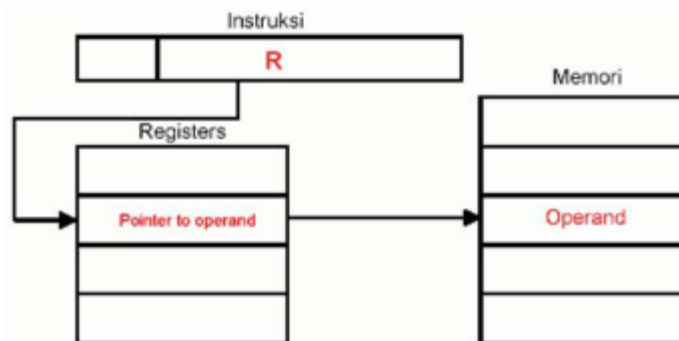 Instruksi
R
Memori
Registers
Pointer to operand
Operand